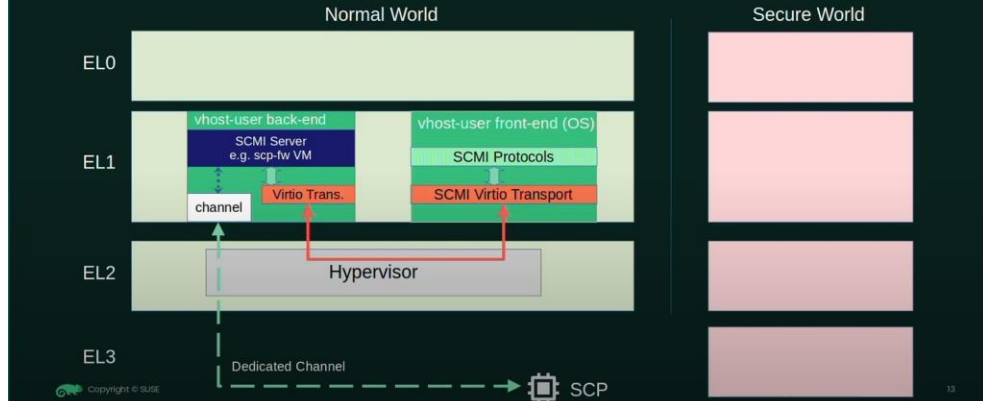 Normal World
Secure World
EL0
vhost-user back-end
vhost-user front-end (OS)
SCMI Server
e.g. scp-fw VM
EL1
SCMI Protocols
Virtio Trans.
SCMI Virtio Transport
channel
EL2
Hypervisor
EL3
Dedicated Channel
Copyright © SUSE
SCP
13